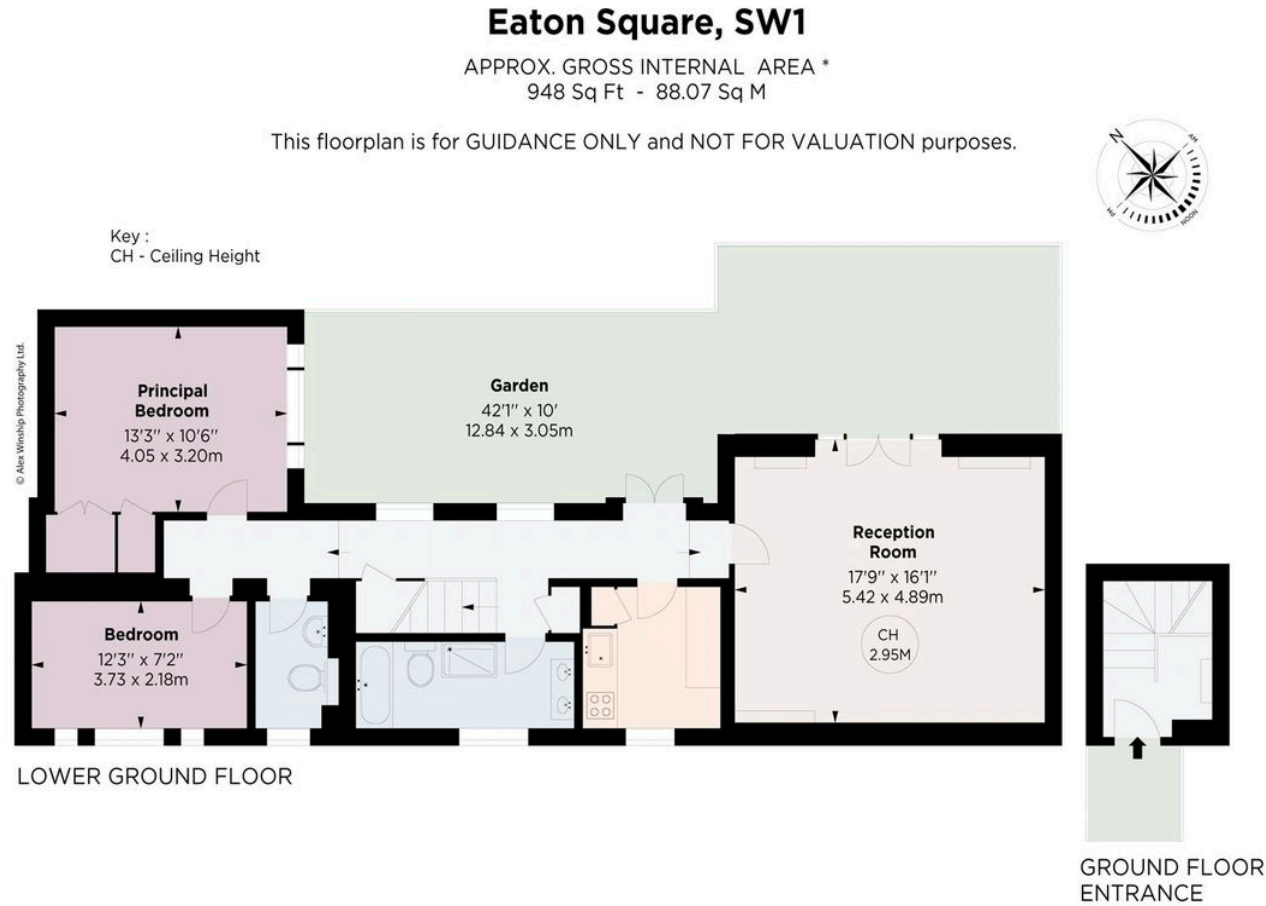 Eaton Square, SW1
APPROX. GROSS INTERNAL AREA *
948 Sq Ft - 88.07 Sq M
This floorplan is for GUIDANCE ONLY and NOT FOR VALUATION purposes.
N
AM
NOON
PM
Key :
CH - Ceiling Height
© Alex Winship Photography Ltd.
Principal
Bedroom
13'3'' x 10'6''
4.05 x 3.20m
Garden
42'1'' x 10'
12.84 x 3.05m
Reception
Room
17'9'' x 16'1''
5.42 x 4.89m
CH
2.95M
Bedroom
12'3'' x 7'2''
3.73 x 2.18m
LOWER GROUND FLOOR
GROUND FLOOR
ENTRANCE